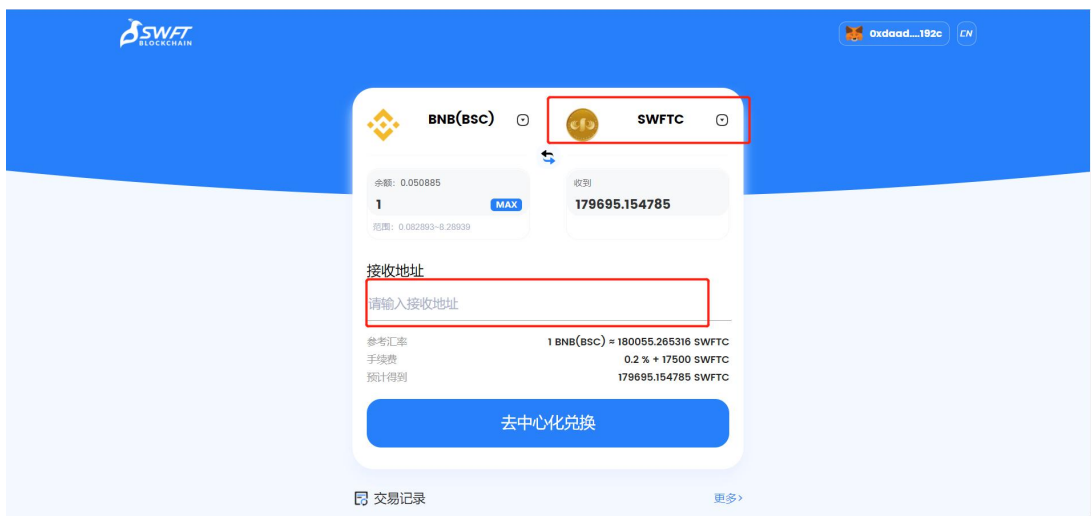 SWFT
BLOCKCHAIN
0xdaad....192c
CN
BNB(BSC)
SWFTC
余额: 0.050885
收到
1
MAX
179695.154785
范围: 0.082893~8.28939
接收地址
请输入接收地址
参考汇率
1 BNB(BSC) ≈ 180055.265316 SWFTC
手续费
0.2 % + 17500 SWFTC
预计得到
179695.154785 SWFTC
去中心化兑换
交易记录
更多>